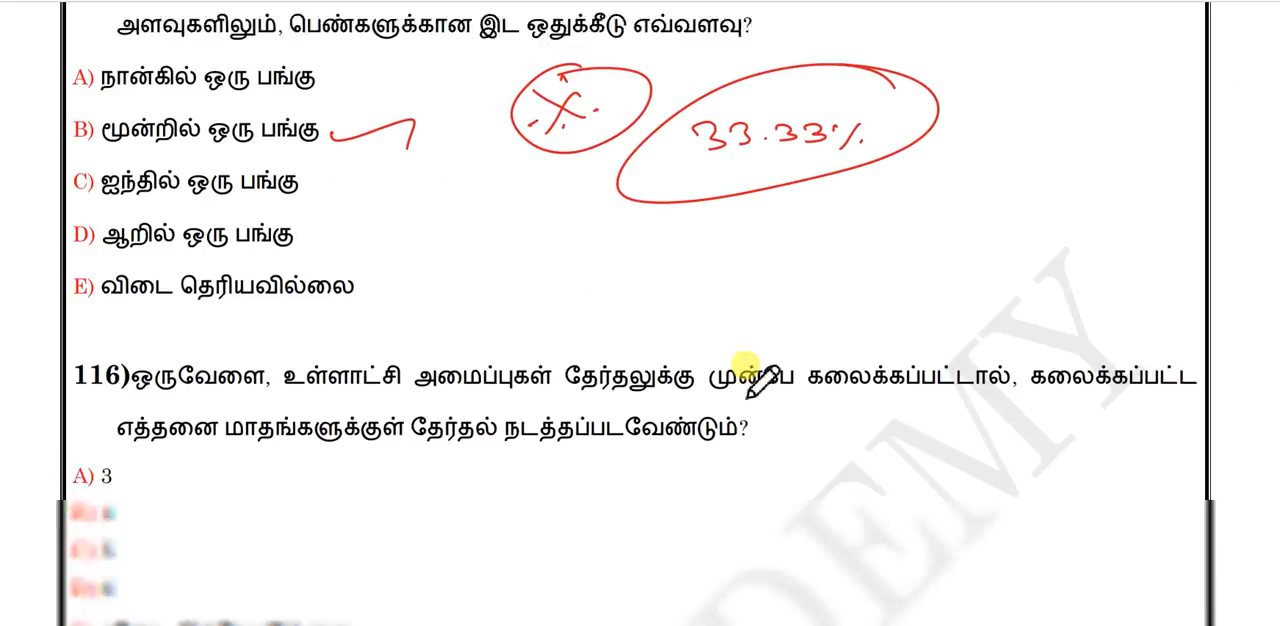 அளவுகளிலும், பெண்களுக்கான இட ஒதுக்கீடு எவ்வளவு?
A) நான்கில் ஒரு பங்கு
B) மூன்றில் ஒரு பங்கு
33.33%
C) ஐந்தில் ஒரு பங்கு
D) ஆறில் ஒரு பங்கு
E) விடை தெரியவில்லை
116)ஒருவேளை, உள்ளாட்சி அமைப்புகள் தேர்தலுக்கு முன்பே கலைக்கப்பட்டால், கலைக்கப்பட்ட
எத்தனை மாதங்களுக்குள் தேர்தல் நடத்தப்படவேண்டும்?
A) 3
DEMY